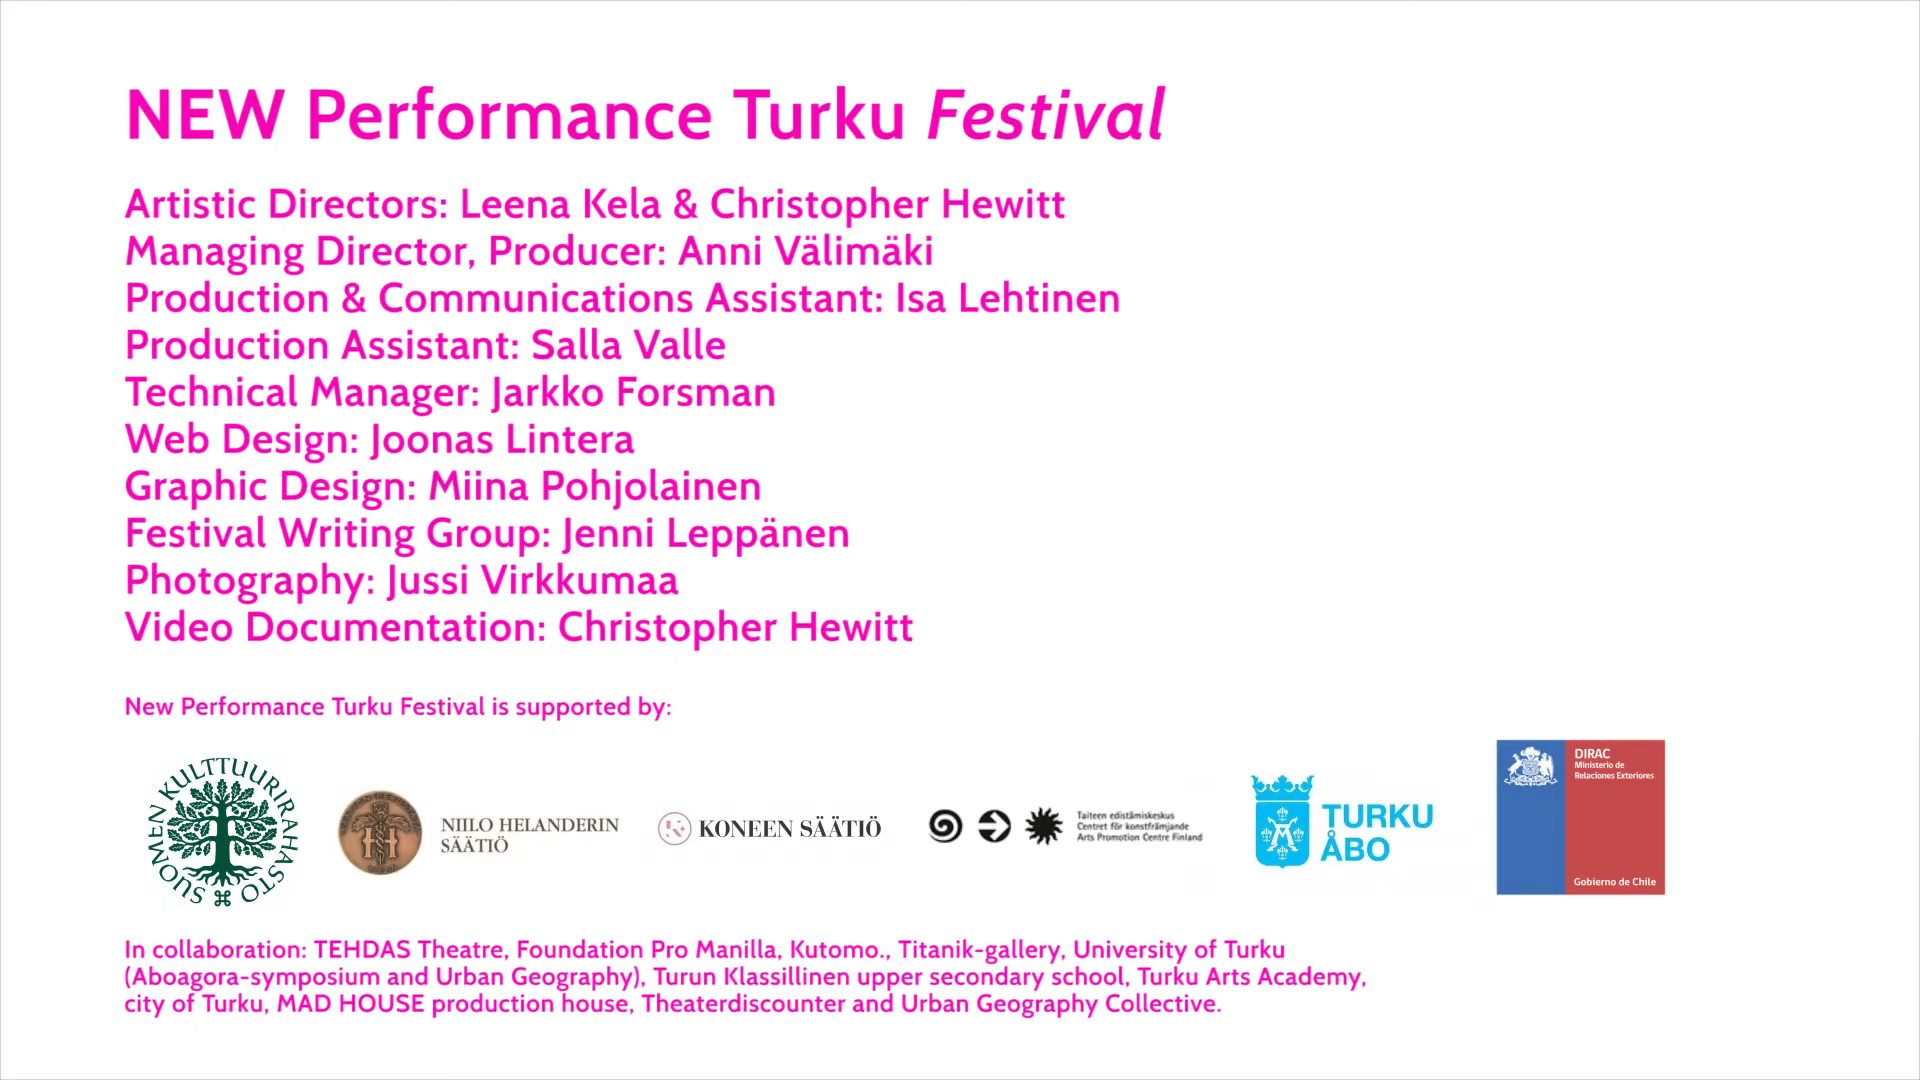 NEW Performance Turku Festival
Artistic Directors: Leena Kela & Christopher Hewitt
Managing Director, Producer: Anni Välimäki
Production & Communications Assistant: Isa Lehtinen
Production Assistant: Salla Valle
Technical Manager: Jarkko Forsman
Web Design: Joonas Lintera
Graphic Design: Miina Pohjolainen
Festival Writing Group: Jenni Leppänen
Photography: Jussi Virkkumaa
Video Documentation: Christopher Hewitt
New Performance Turku Festival is supported by:
SUOMEN KULTTUURIRAHASTO
NIILO HELANDERIN
SÄÄTIÖ
KONEEN SÄÄTIÖ
Taiteen edistämiskeskus
Centret för konstfrämjande
Arts Promotion Centre Finland
TURKU
ÅBO
DIRAC
Ministerio de
Relaciones Exteriores
Gobierno de Chile
In collaboration: TEHDAS Theatre, Foundation Pro Manilla, Kutomo., Titanik-gallery, University of Turku
(Aboagora-symposium and Urban Geography), Turun Klassillinen upper secondary school, Turku Arts Academy,
city of Turku, MAD HOUSE production house, Theaterdiscounter and Urban Geography Collective.